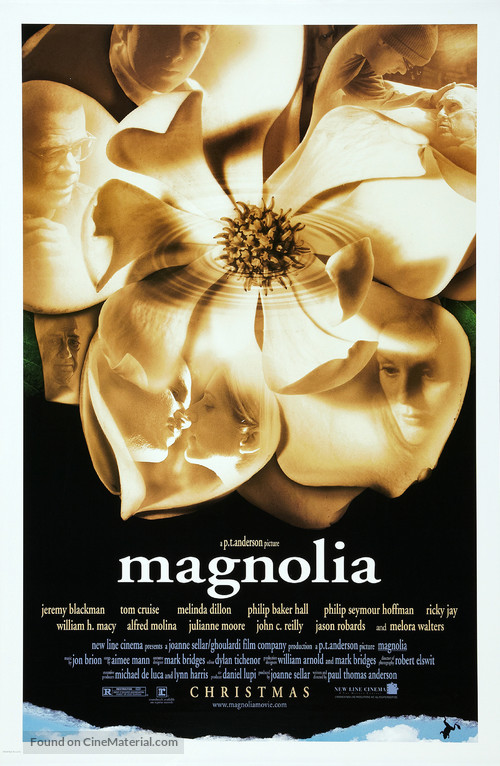 a p.t.anderson picture
magnolia
jeremy blackman tom cruise melinda dillon philip baker hall philip seymour hoffman ricky jay
william h. macy alfred molina julianne moore john c. reilly jason robards and melora walters
new line cinema presents a joanne sellar/ghoulardi film company production a p.t.anderson picture magnolia
jon brion aimee mann mark bridges dylan tichenor william arnold and mark bridges robert elswit
michael de luca and lynn harris daniel lupi joanne sellar paul thomas anderson
R RESTRICTED CHRISTMAS NEW LINE CINEMA
www.magnoliamovie.com
Found on CineMaterial.com